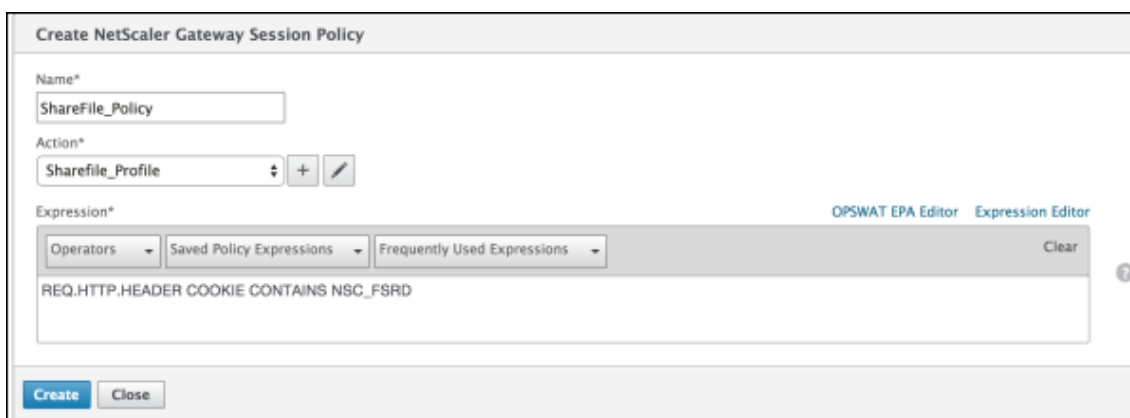 Create NetScaler Gateway Session Policy
Name*
ShareFile_Policy
Action*
Sharefile_Profile
Expression* OPSWAT EPA Editor Expression Editor
Operators Saved Policy Expressions Frequently Used Expressions Clear
REQ.HTTP.HEADER COOKIE CONTAINS NSC_FSRD
Create Close